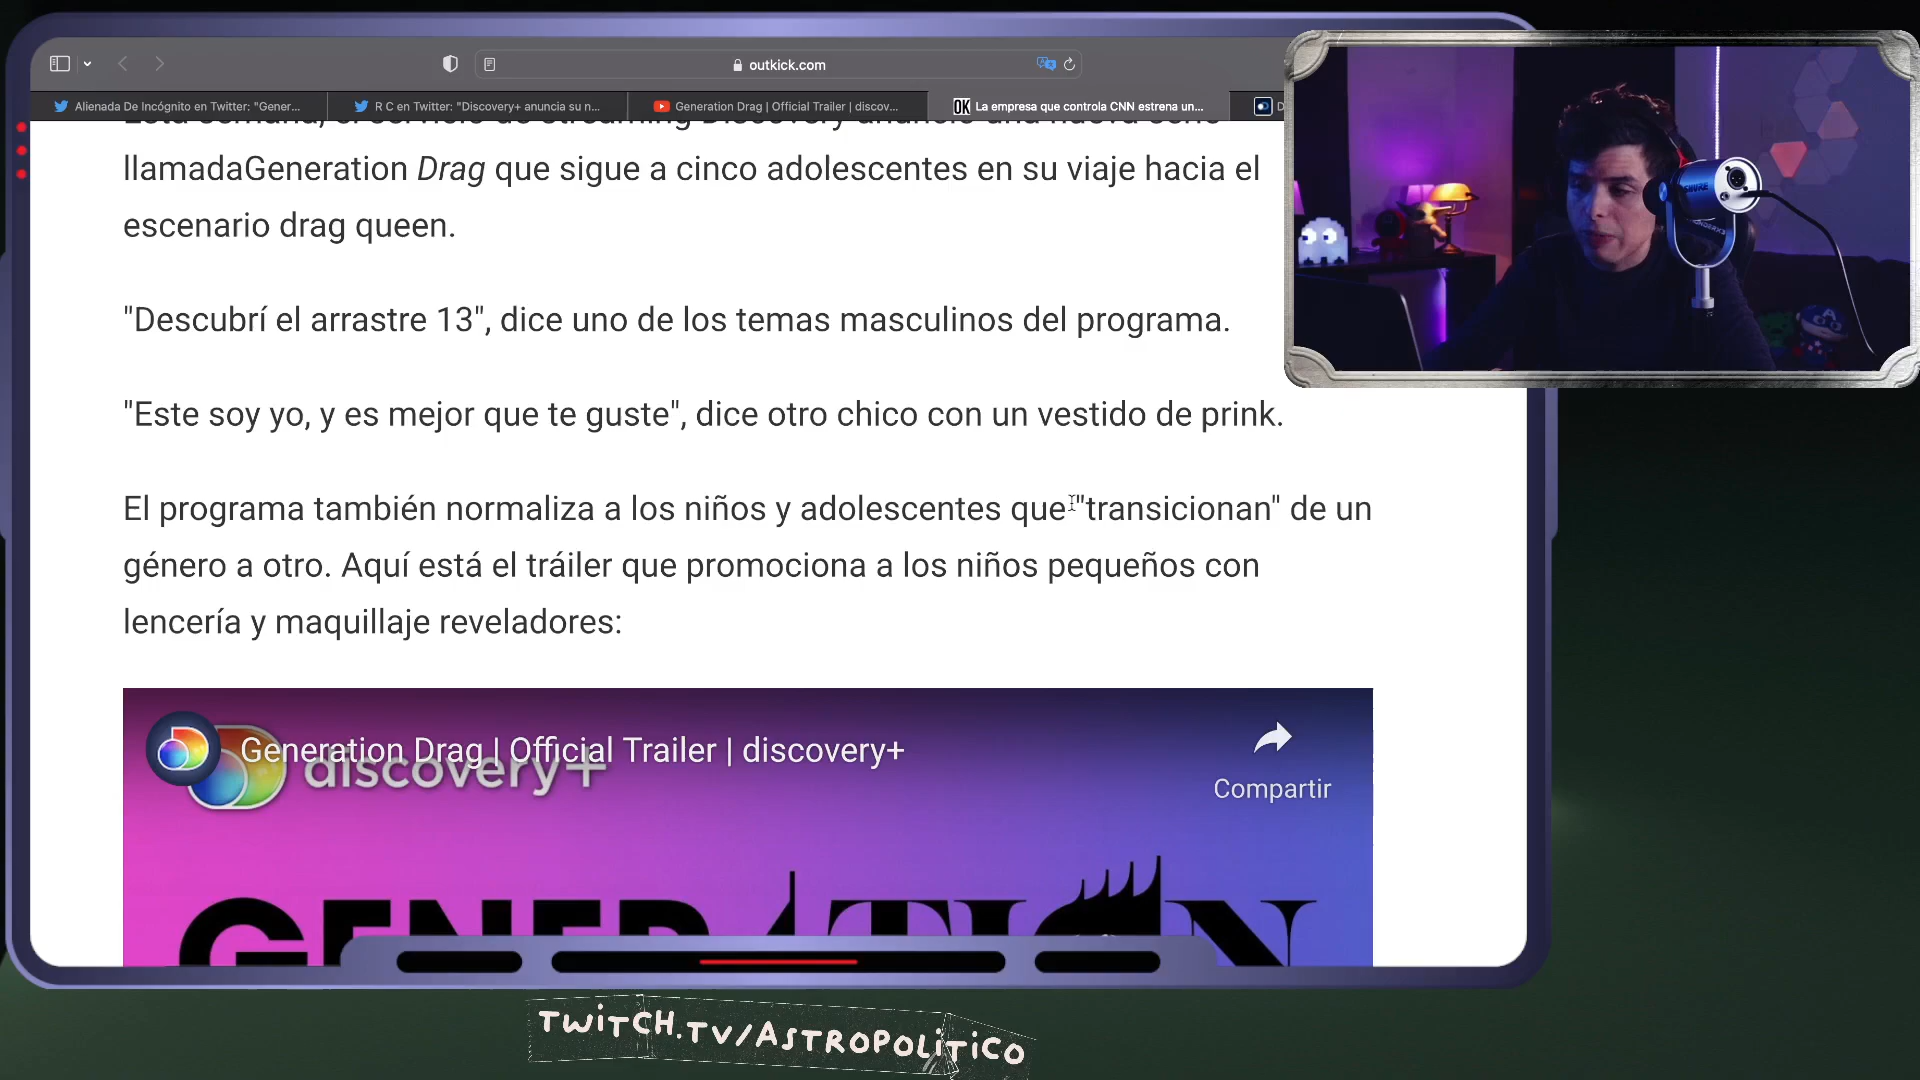 outkick.com
Alienada De Incógnito en Twitter: "Gener...
R C en Twitter: "Discovery+ anuncia su n...
Generation Drag | Official Trailer | discov...
OK La empresa que controla CNN estrena un...
D
llamadaGeneration Drag que sigue a cinco adolescentes en su viaje hacia el
escenario drag queen.
"Descubrí el arrastre 13", dice uno de los temas masculinos del programa.
"Este soy yo, y es mejor que te guste", dice otro chico con un vestido de prink.
El programa también normaliza a los niños y adolescentes que "transicionan" de un
género a otro. Aquí está el tráiler que promociona a los niños pequeños con
lencería y maquillaje reveladores:
Generation Drag | Official Trailer | discovery+
discovery+
Compartir
GENERATION
SHURE
TWITCH.TV/ASTROPOLITICO